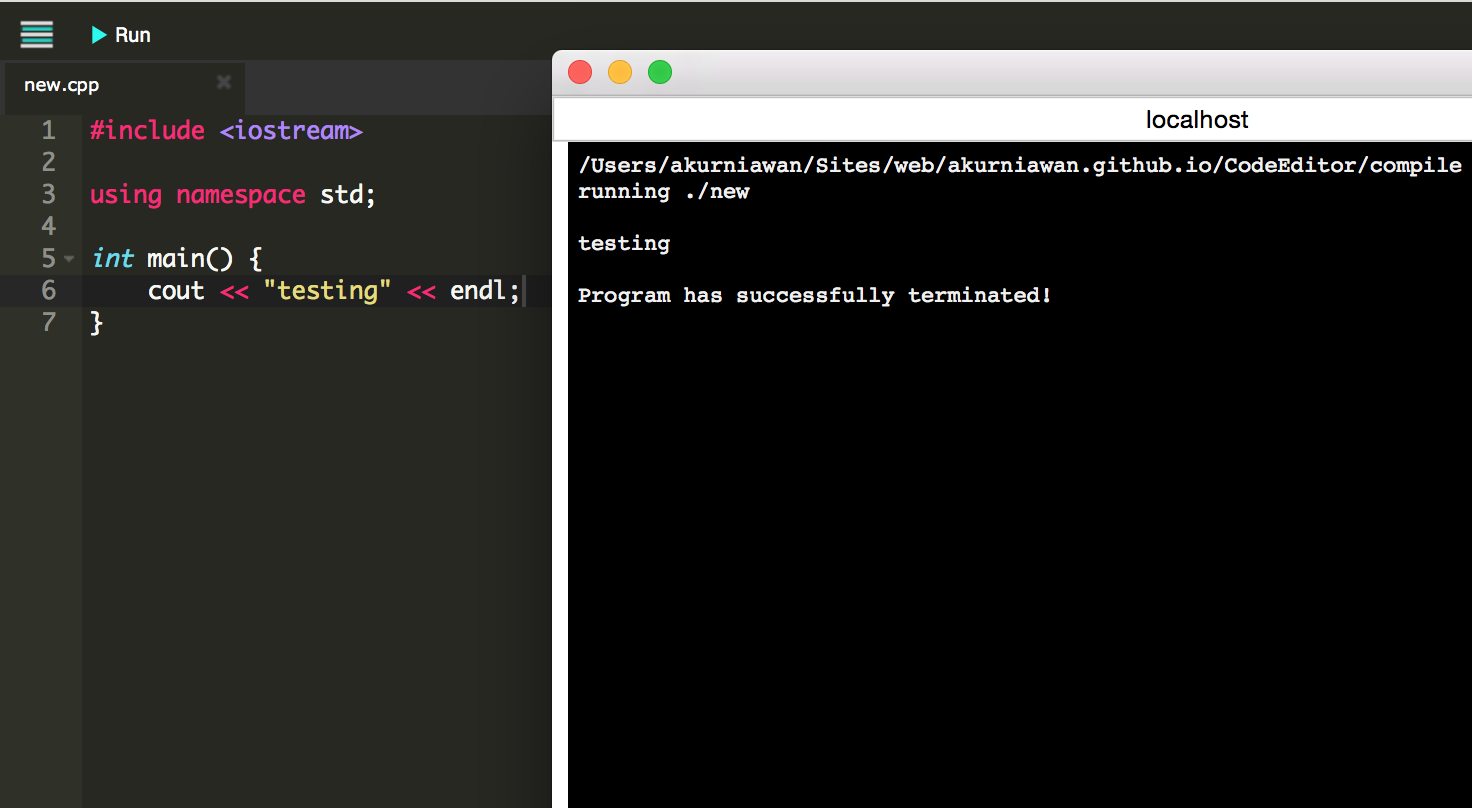 Run
new.cpp
1 #include <iostream>
2
3 using namespace std;
4
5 int main() {
6     cout << "testing" << endl;
7 }
localhost
/Users/akurniawan/Sites/web/akurniawan.github.io/CodeEditor/compile
running ./new
testing
Program has successfully terminated!